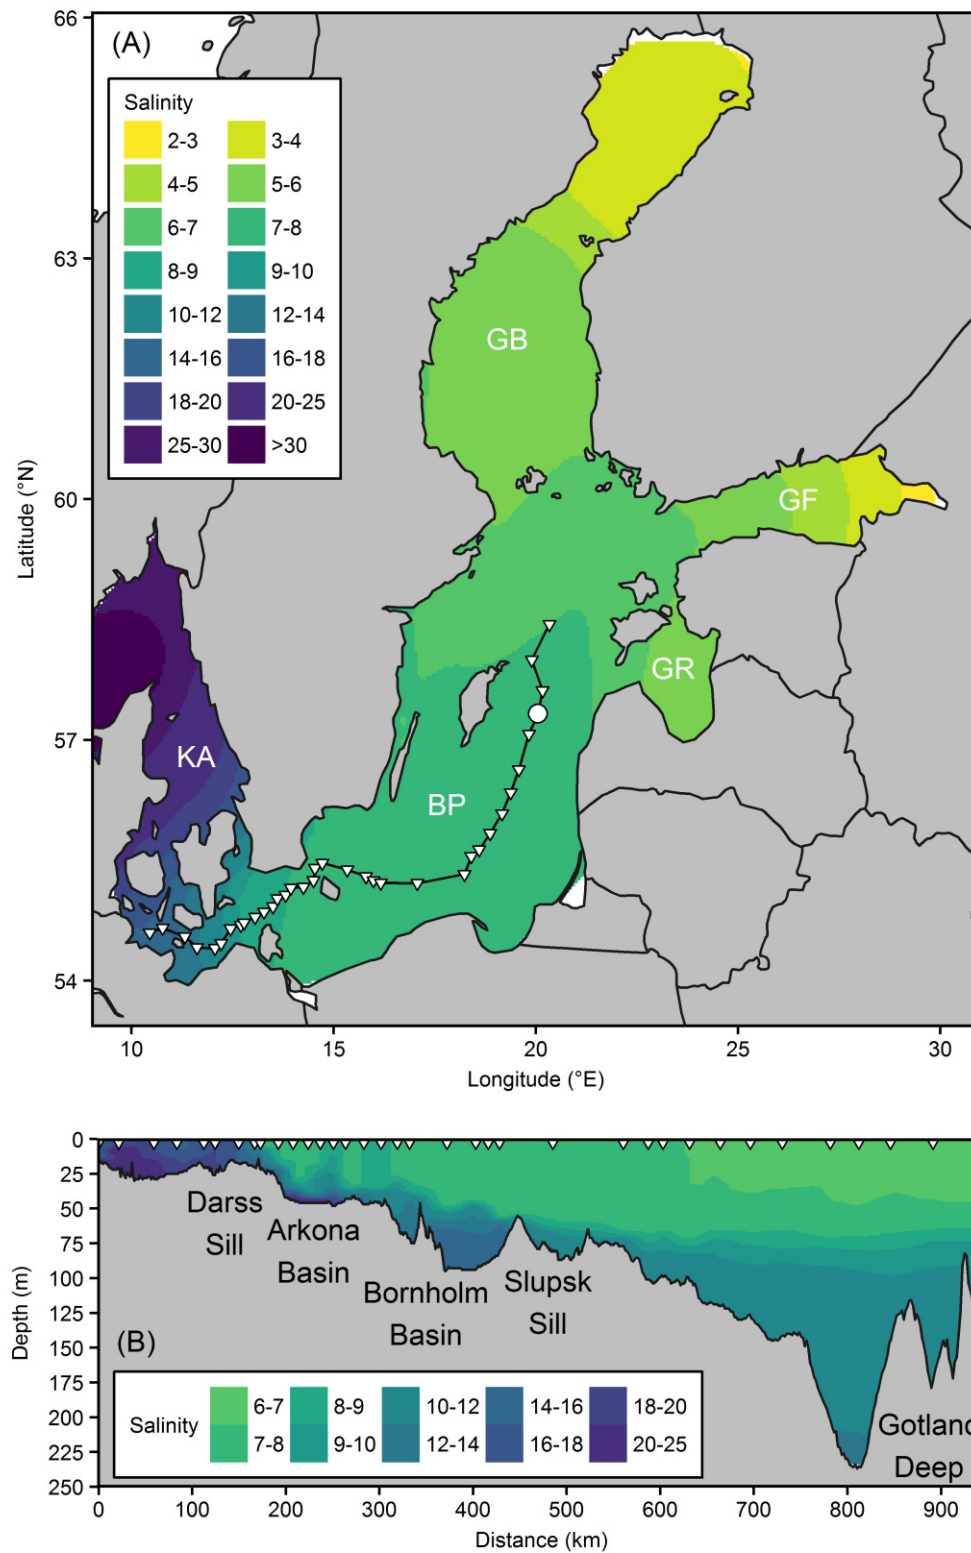 (A)
Salinity
2-3 3-4
4-5 5-6
6-7 7-8
8-9 9-10
10-12 12-14
14-16 16-18
18-20 20-25
25-30 >30
66
63
60
57
54
Latitude (°N)
GB
GF
GR
KA
BP
10 15 20 25 30
Longitude (°E)
0
25
50
75
100
125
150
175
200
225
250
Depth (m)
Darss
Sill
Arkona
Basin
Bornholm
Basin
Slupsk
Sill
Gotland
Deep
(B)
Salinity
6-7 8-9 10-12 14-16 18-20
7-8 9-10 12-14 16-18 20-25
0 100 200 300 400 500 600 700 800 900
Distance (km)